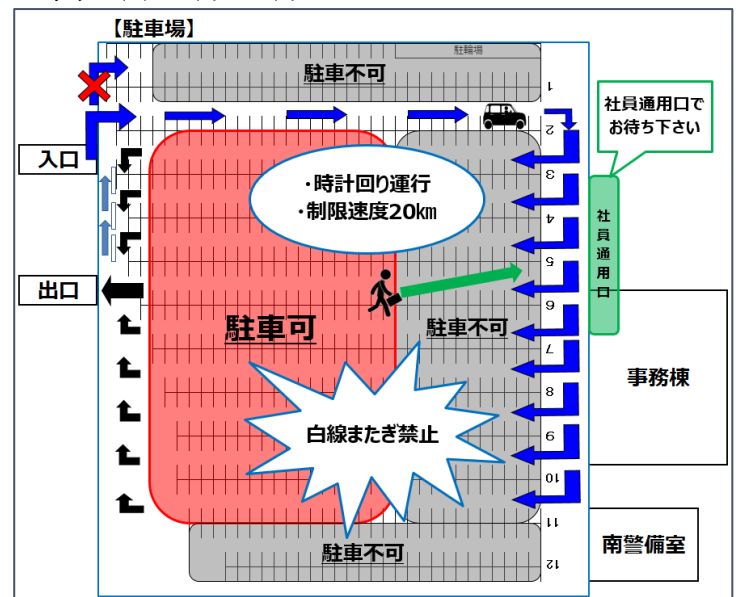 【駐車場】
駐輪場
駐車不可
1
2
3
4
5
6
7
8
9
10
11
12
社員通用口で
お待ち下さい
入口
・時計回り運行
・制限速度20㎞
社員通用口
出口
駐車可
駐車不可
事務棟
白線またぎ禁止
南警備室
駐車不可